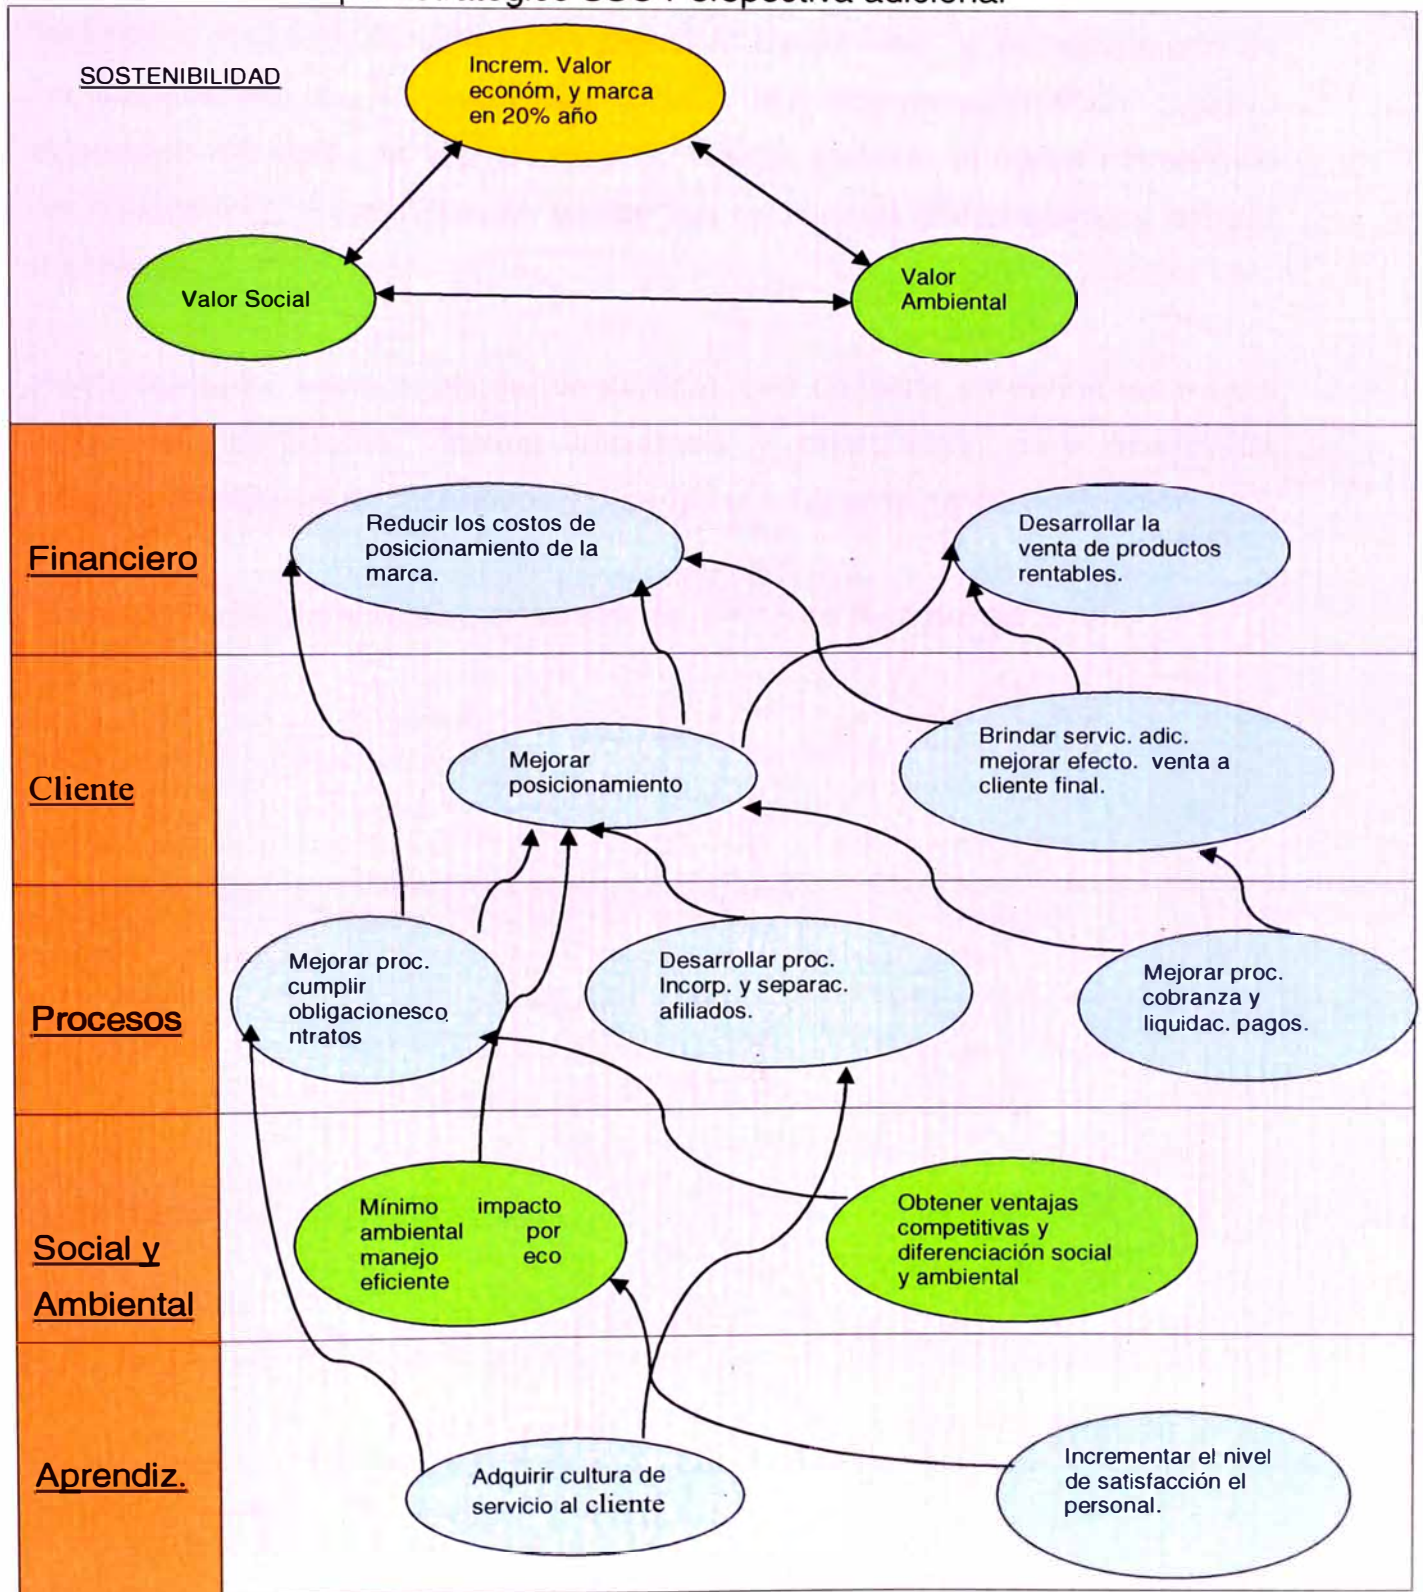 SOSTENIBILIDAD
Increm. Valor
económ, y marca
en 20% año
Valor Social
Valor
Ambiental
Financiero
Reducir los costos de
posicionamiento de la
marca.
Desarrollar la
venta de productos
rentables.
Cliente
Mejorar
posicionamiento
Brindar servic. adic.
mejorar efecto. venta a
cliente final.
Procesos
Mejorar proc.
cumplir
obligacionesco,
ntratos
Desarrollar proc.
Incorp. y separac.
afiliados.
Mejorar proc.
cobranza y
liquidac. pagos.
Social y
Ambiental
Mínimo impacto
ambiental por
manejo eco
eficiente
Obtener ventajas
competitivas y
diferenciación social
y ambiental
Aprendiz.
Adquirir cultura de
servicio al cliente
Incrementar el nivel
de satisfacción el
personal.